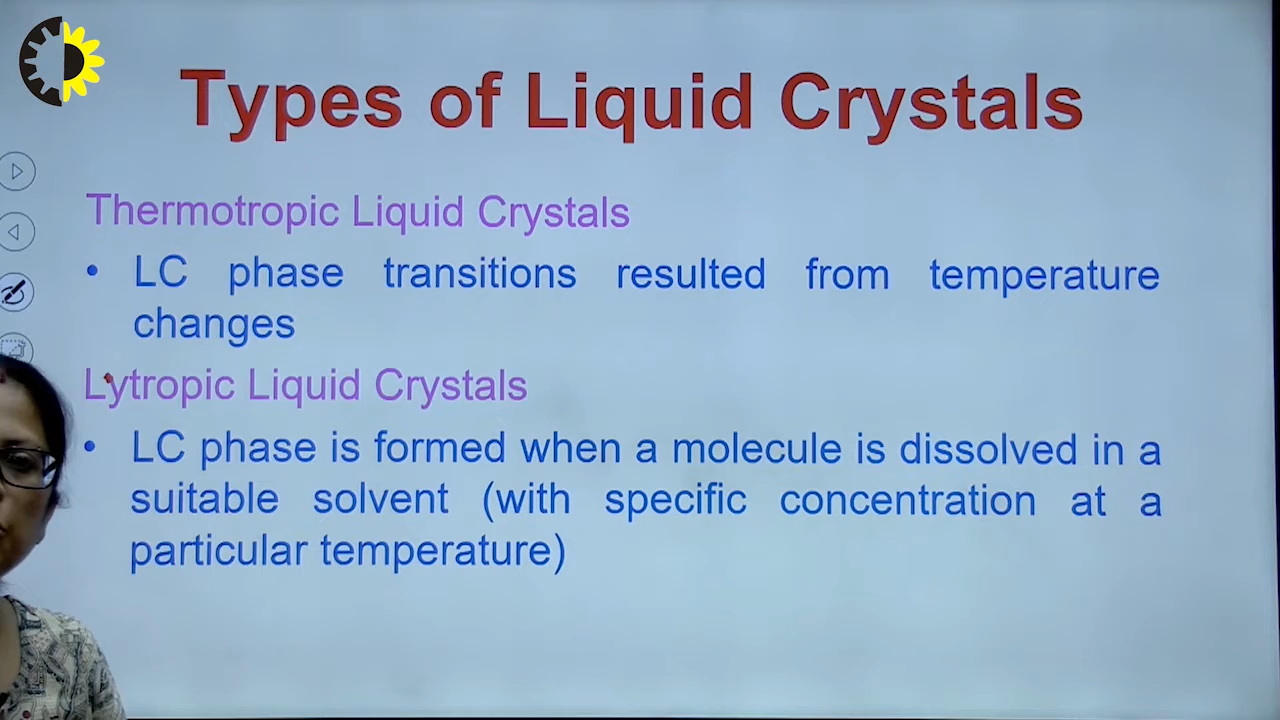 Types of Liquid Crystals
Thermotropic Liquid Crystals
• LC phase transitions resulted from temperature
changes
Lytropic Liquid Crystals
• LC phase is formed when a molecule is dissolved in a
suitable solvent (with specific concentration at a
particular temperature)